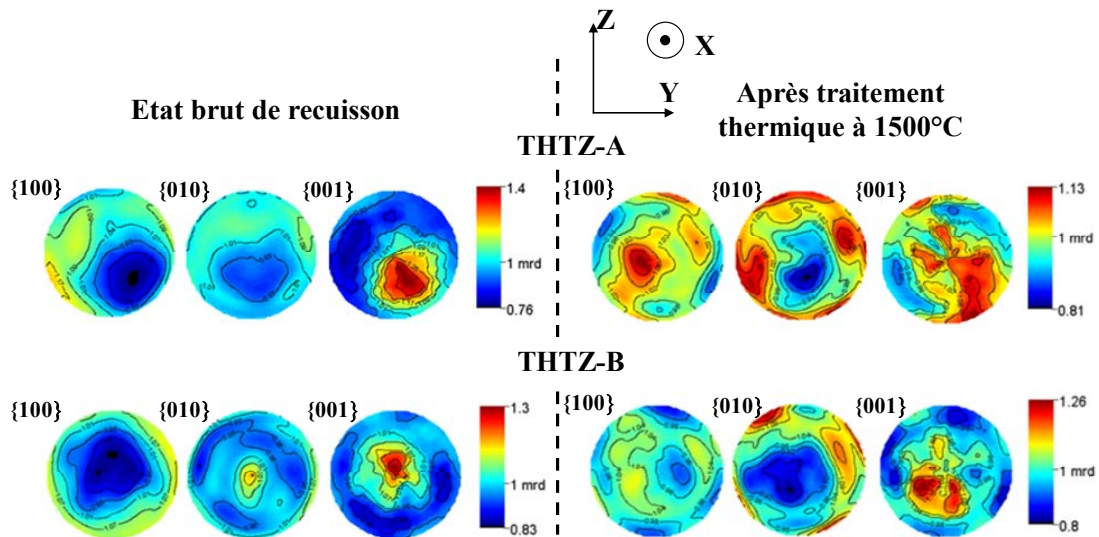 Z
X
Y
Etat brut de recuisson
Après traitement
thermique à 1500°C
THTZ-A
{100} {010} {001}
1.4
1 mrd
0.76
{100} {010} {001}
1.13
1 mrd
0.81
THTZ-B
{100} {010} {001}
1.3
1 mrd
0.83
{100} {010} {001}
1.26
1 mrd
0.8